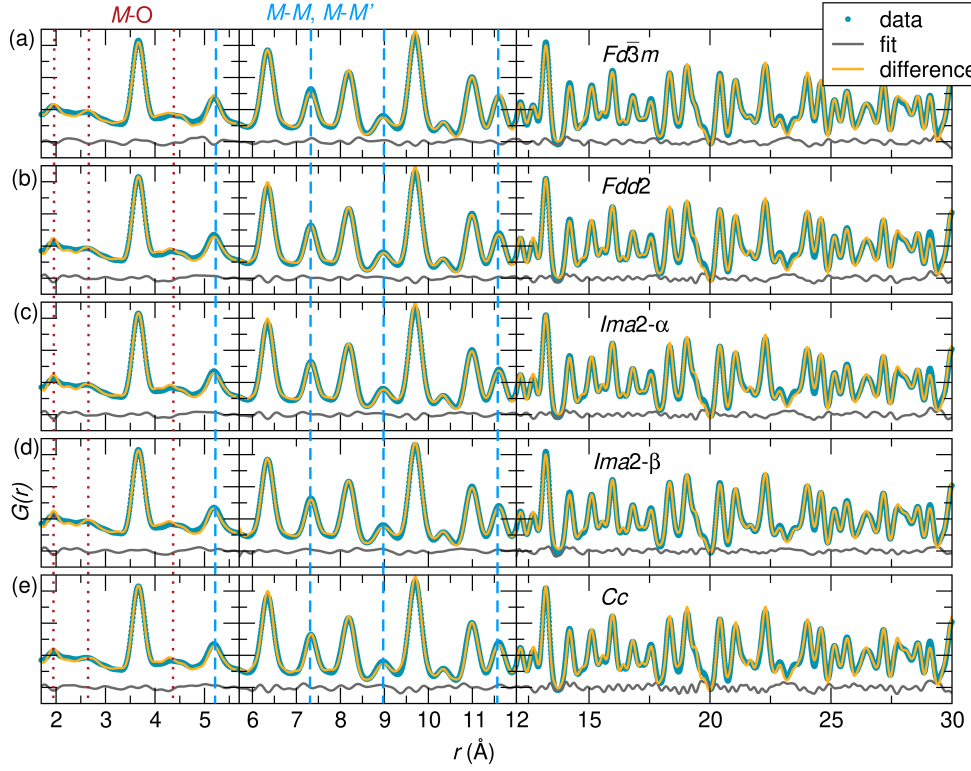 M-O M-M, M-M’
(a) Fd3̅m data
fit
difference
(b) Fdd2
(c) Ima2-α
(d) Ima2-β
(e) Cc
G(r)
2 3 4 5 6 7 8 9 10 11 12 15 20 25 30
r (Å)